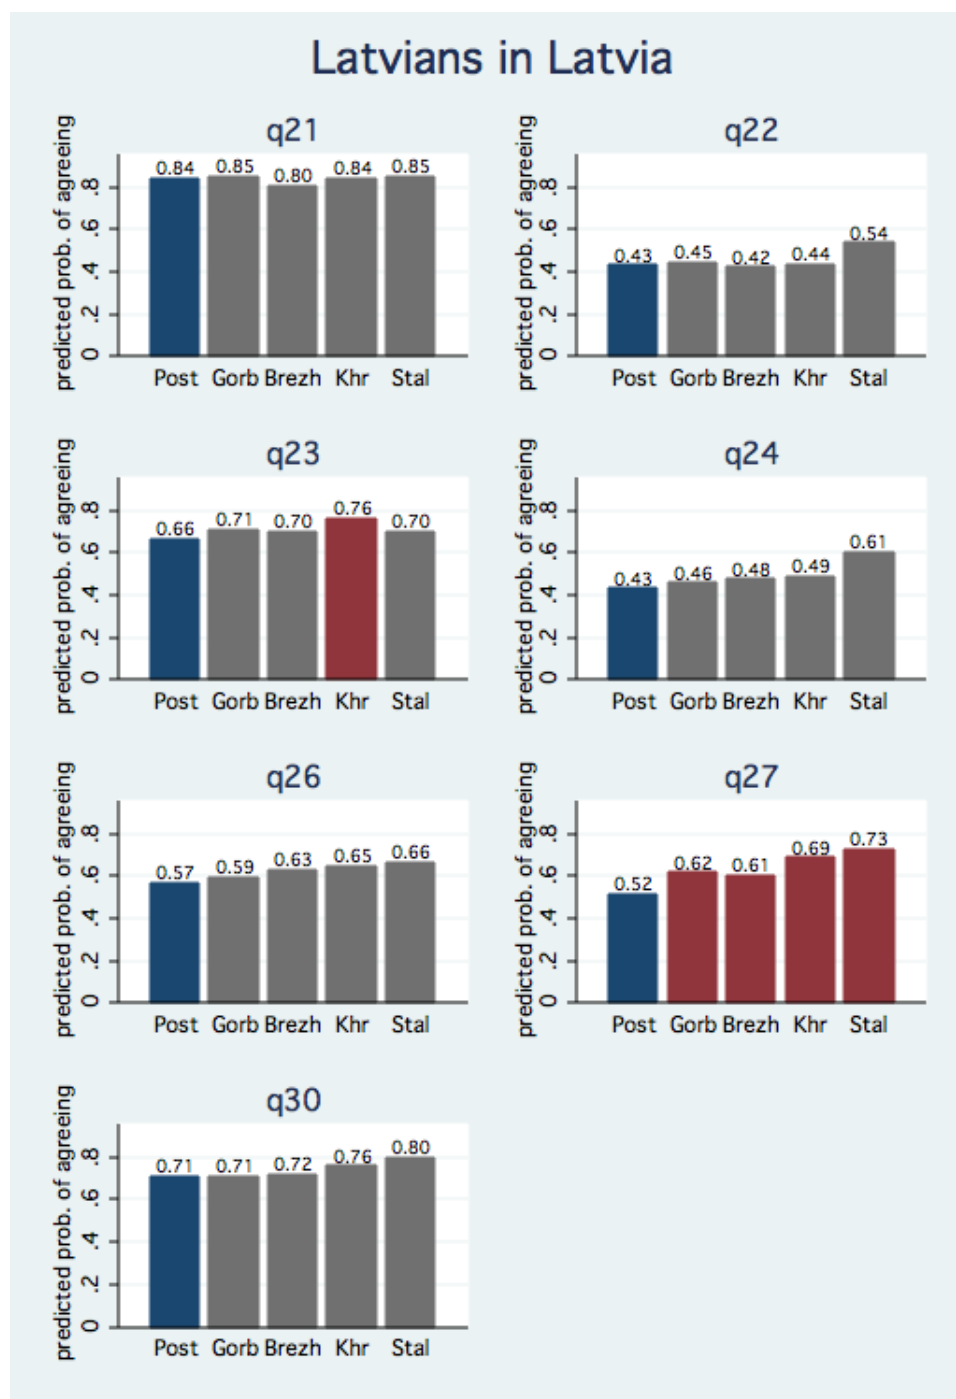 Latvians in Latvia
q21
predicted prob. of agreeing
0 .2 .4 .6 .8
0.84 0.85 0.80 0.84 0.85
Post Gorb Brezh Khr Stal
q22
predicted prob. of agreeing
0 .2 .4 .6 .8
0.43 0.45 0.42 0.44 0.54
Post Gorb Brezh Khr Stal
q23
predicted prob. of agreeing
0 .2 .4 .6 .8
0.66 0.71 0.70 0.76 0.70
Post Gorb Brezh Khr Stal
q24
predicted prob. of agreeing
0 .2 .4 .6 .8
0.43 0.46 0.48 0.49 0.61
Post Gorb Brezh Khr Stal
q26
predicted prob. of agreeing
0 .2 .4 .6 .8
0.57 0.59 0.63 0.65 0.66
Post Gorb Brezh Khr Stal
q27
predicted prob. of agreeing
0 .2 .4 .6 .8
0.52 0.62 0.61 0.69 0.73
Post Gorb Brezh Khr Stal
q30
predicted prob. of agreeing
0 .2 .4 .6 .8
0.71 0.71 0.72 0.76 0.80
Post Gorb Brezh Khr Stal